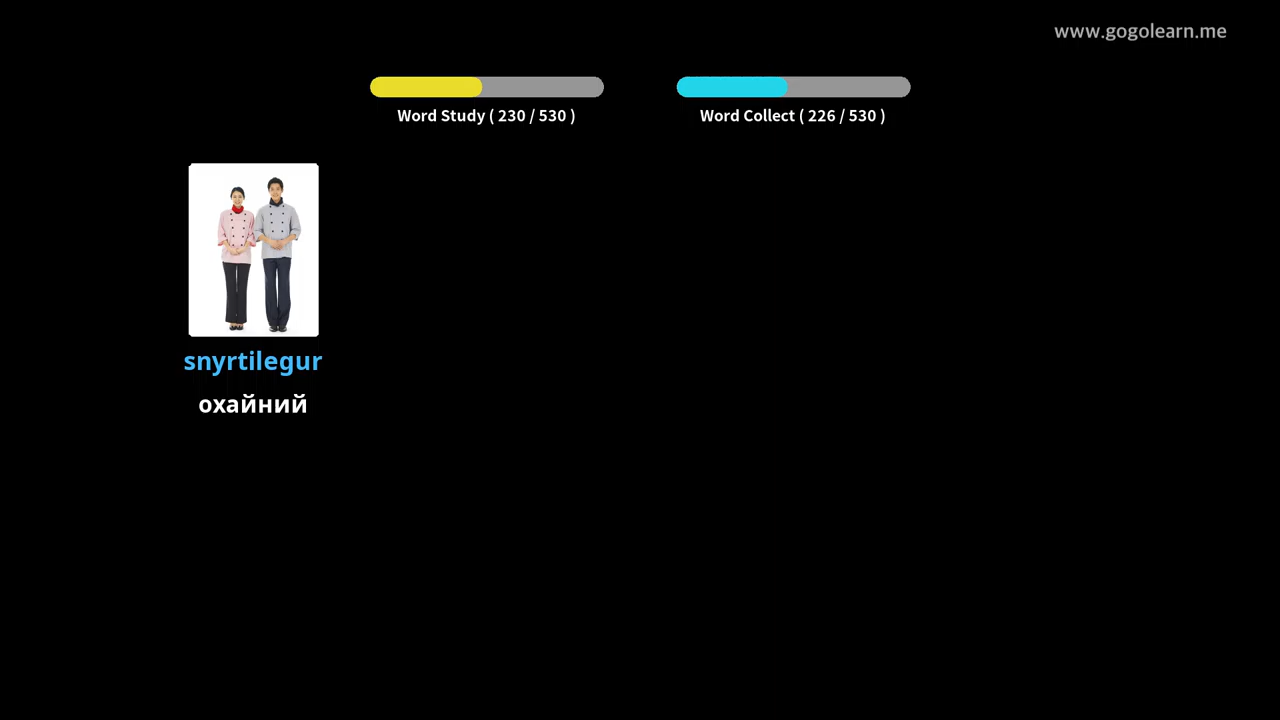 www.gogolearn.me
Word Study ( 230 / 530 )
Word Collect ( 226 / 530 )
snyrtilegur
охайний